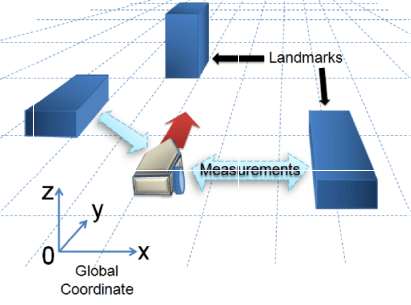 Landmarks
Measurements
z
y
0
x
Global
Coordinate